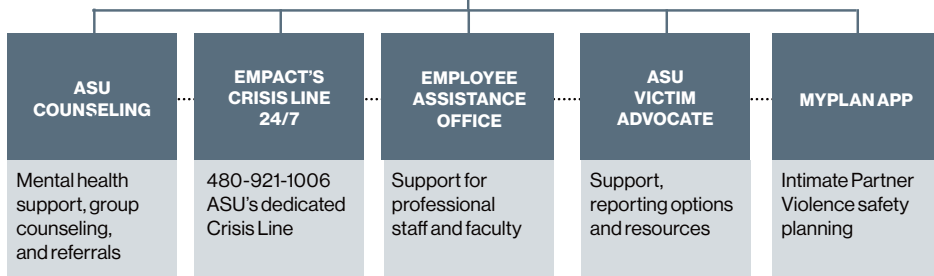 ASU
COUNSELING
EMPACT'S
CRISIS LINE
24/7
EMPLOYEE
ASSISTANCE
OFFICE
ASU
VICTIM
ADVOCATE
MYPLAN APP
Mental health
support, group
counseling,
and referrals
480-921-1006
ASU's dedicated
Crisis Line
Support for
professional
staff and faculty
Support,
reporting options
and resources
Intimate Partner
Violence safety
planning